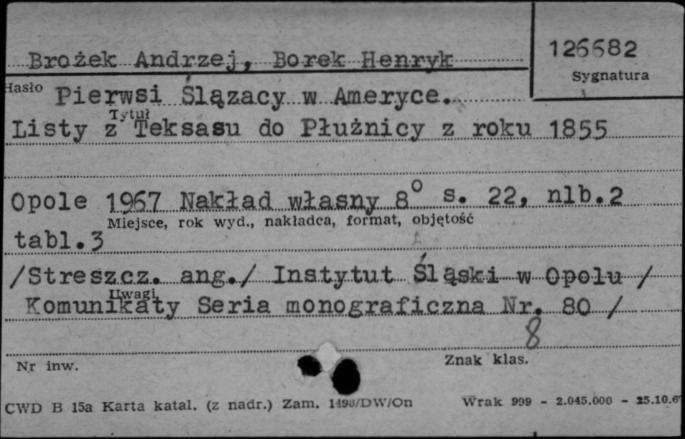 Brożek Andrzej, Borek Henryk
126682
Hasło
Sygnatura
Pierwsi Ślązacy w Ameryce.
Tytuł
Listy z Teksasu do Płużnicy z roku 1855
Opole 1967 Nakład własny 8° s. 22, nlb.2
Miejsce, rok wyd., nakładca, format, objętość
tabl.3
/Streszcz. ang./ Instytut Śląski w Opolu /
Uwagi
Komunikaty Seria monograficzna Nr. 80 /
8
Nr inw.
Znak klas.
CWD B 15a Karta katal. (z nadr.) Zam. 1498/DW/On
Wrak 999 - 2.045.000 - 25.10.6